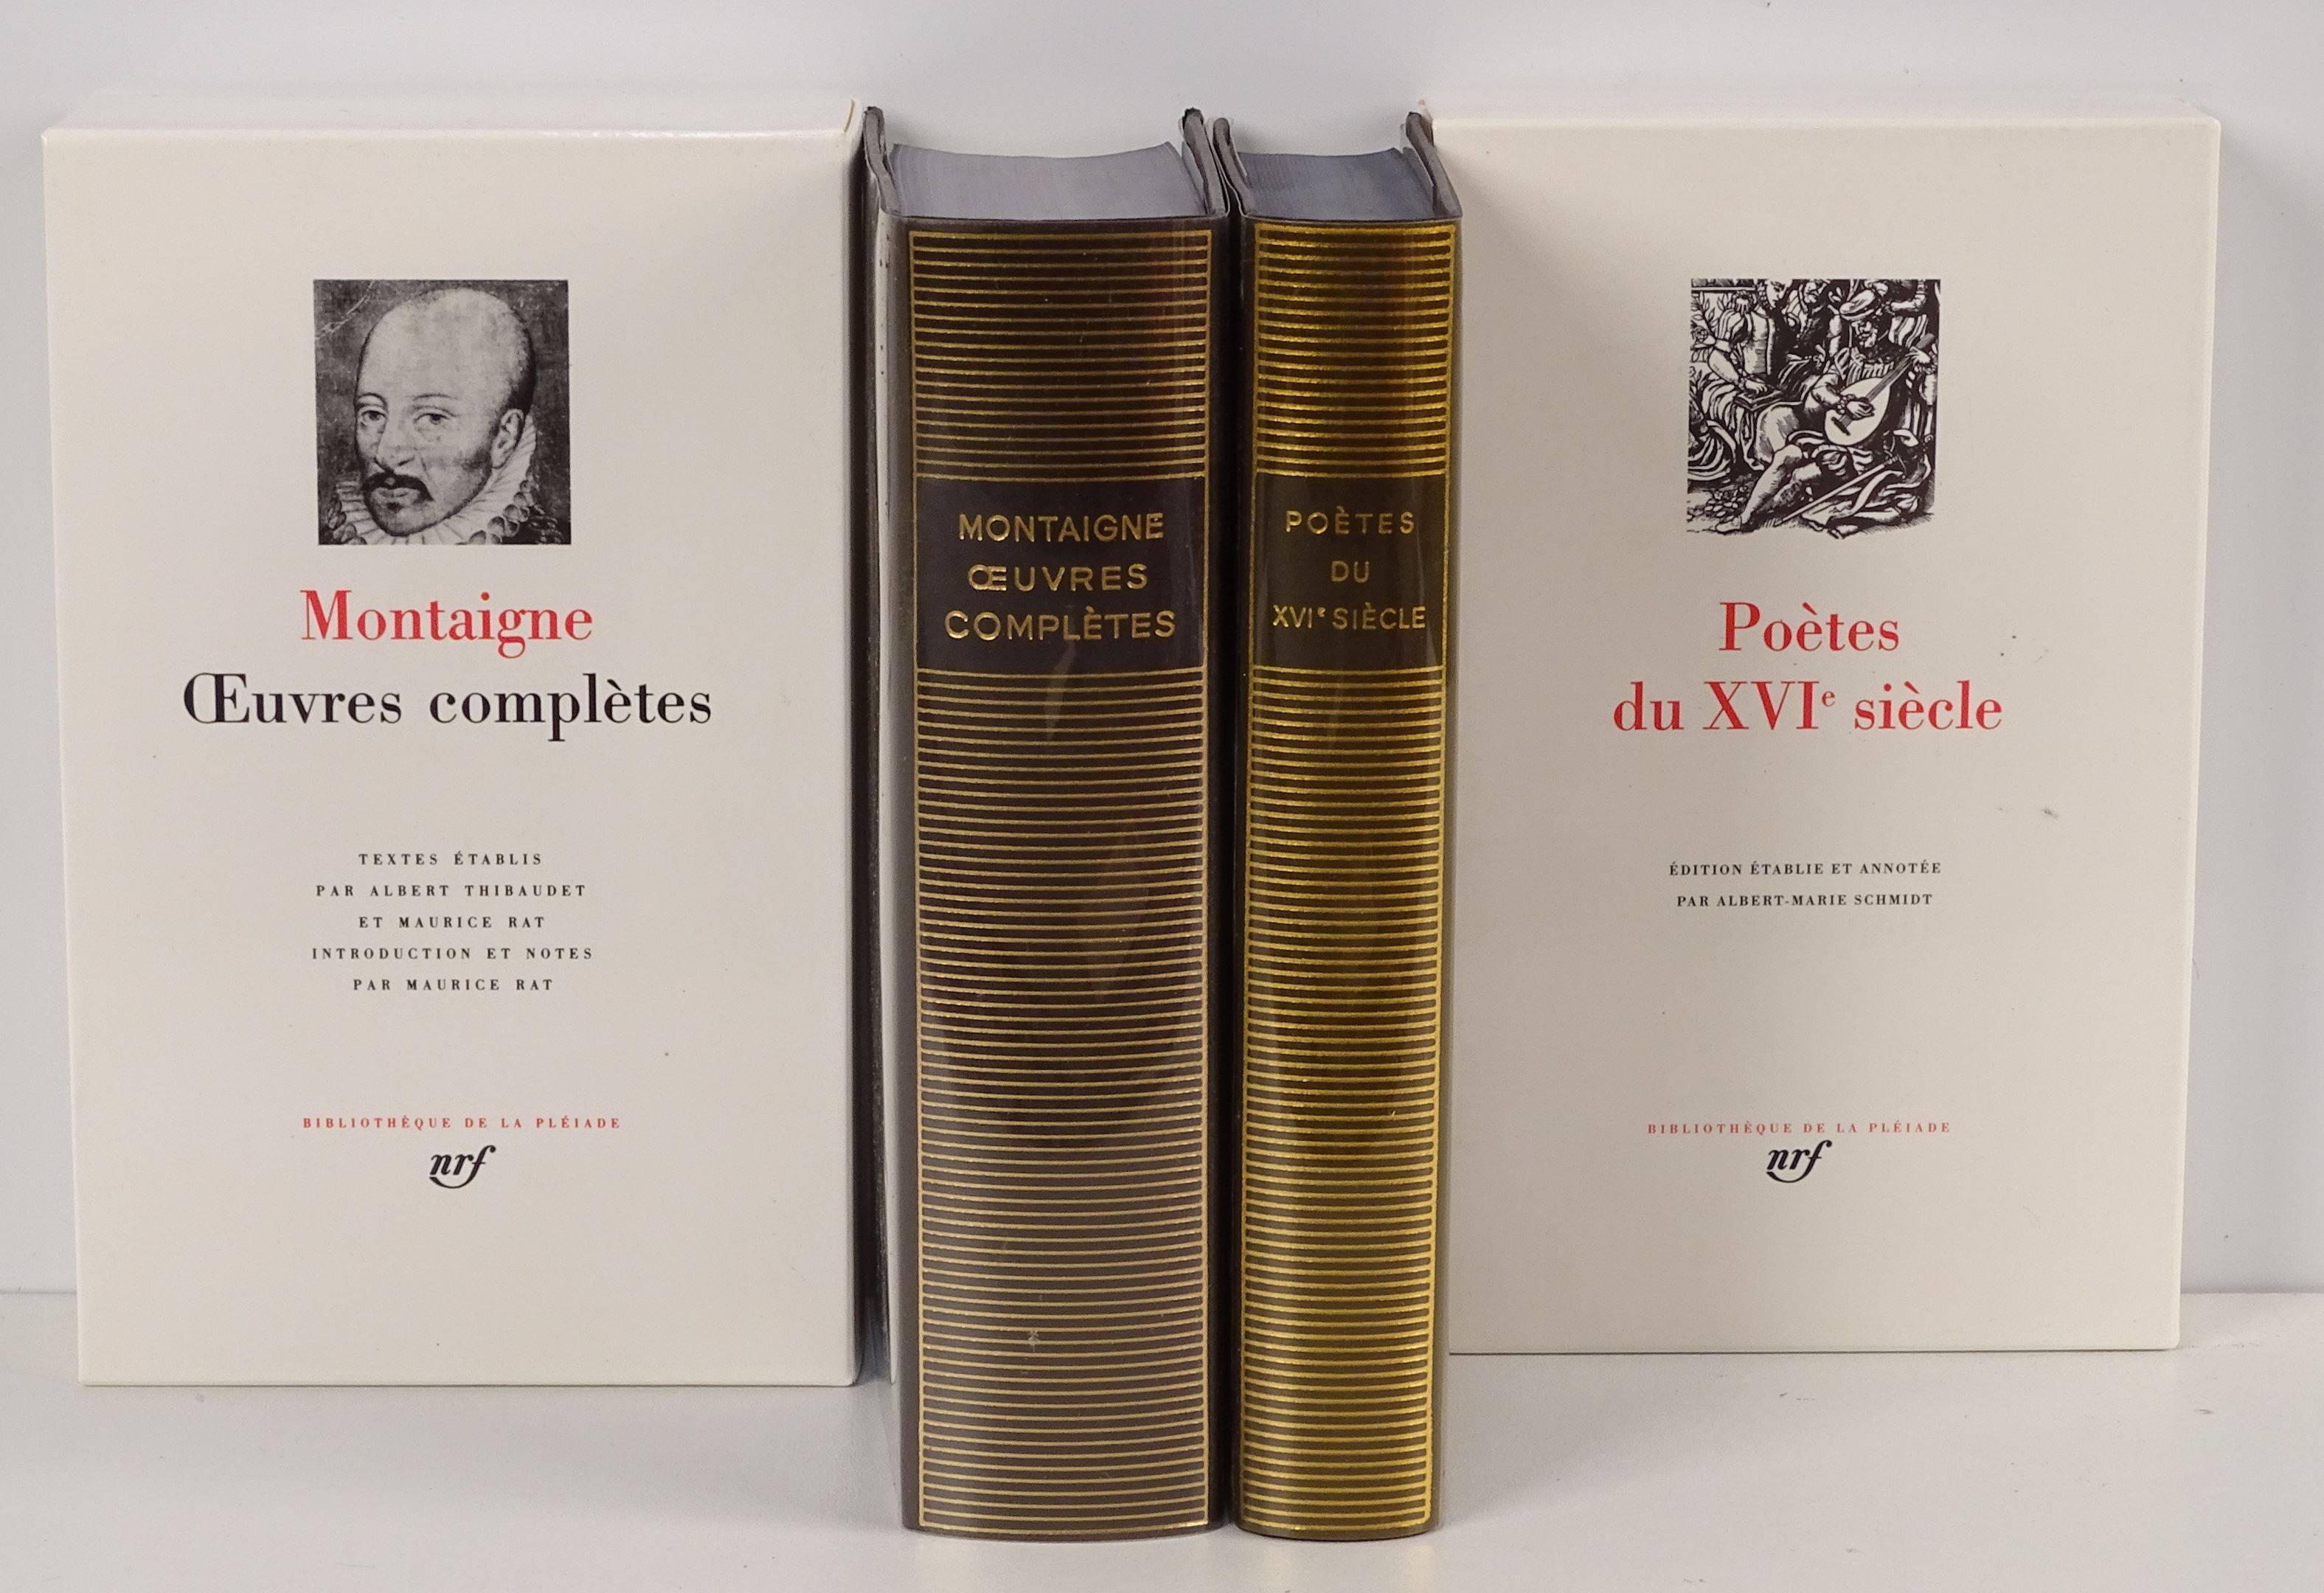 Montaigne
Œuvres complètes
TEXTES ÉTABLIS
PAR ALBERT THIBAUDET
ET MAURICE RAT
INTRODUCTION ET NOTES
PAR MAURICE RAT
BIBLIOTHÈQUE DE LA PLÉIADE
nrf
MONTAIGNE
ŒUVRES
COMPLÈTES
POÈTES
DU
XVIe SIÈCLE
Poètes
du XVIe siècle
ÉDITION ÉTABLIE ET ANNOTÉE
PAR ALBERT-MARIE SCHMIDT
BIBLIOTHÈQUE DE LA PLÉIADE
nrf